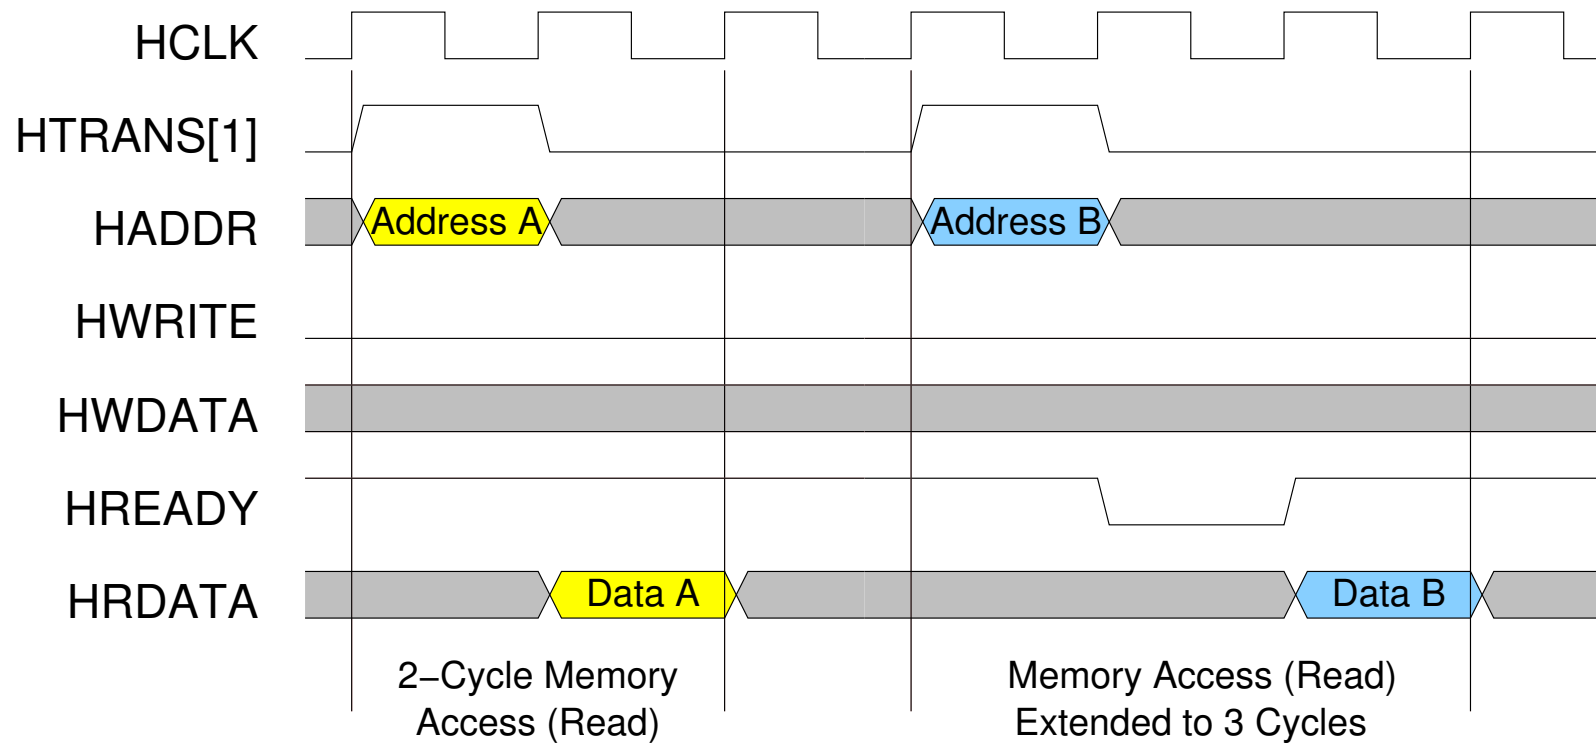 HCLK
HTRANS[1]
HADDR
Address A
Address B
HWRITE
HWDATA
HREADY
HRDATA
Data A
Data B
2−Cycle Memory
Access (Read)
Memory Access (Read)
Extended to 3 Cycles